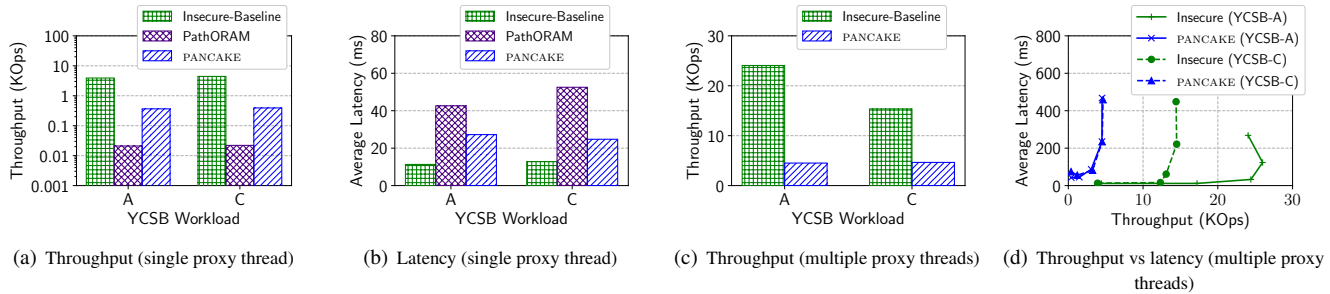 Insecure-Baseline
PathORAM
PANCAKE
100
10
1
0.1
0.01
0.001
Throughput (KOps)
A
C
YCSB Workload
(a) Throughput (single proxy thread)
Insecure-Baseline
PathORAM
PANCAKE
80
60
40
20
0
Average Latency (ms)
A
C
YCSB Workload
(b) Latency (single proxy thread)
Insecure-Baseline
PANCAKE
30
20
10
0
Throughput (KOps)
A
C
YCSB Workload
(c) Throughput (multiple proxy threads)
Insecure (YCSB-A)
PANCAKE (YCSB-A)
Insecure (YCSB-C)
PANCAKE (YCSB-C)
800
600
400
200
0
Average Latency (ms)
0
10
20
30
Throughput (KOps)
(d) Throughput vs latency (multiple proxy
threads)